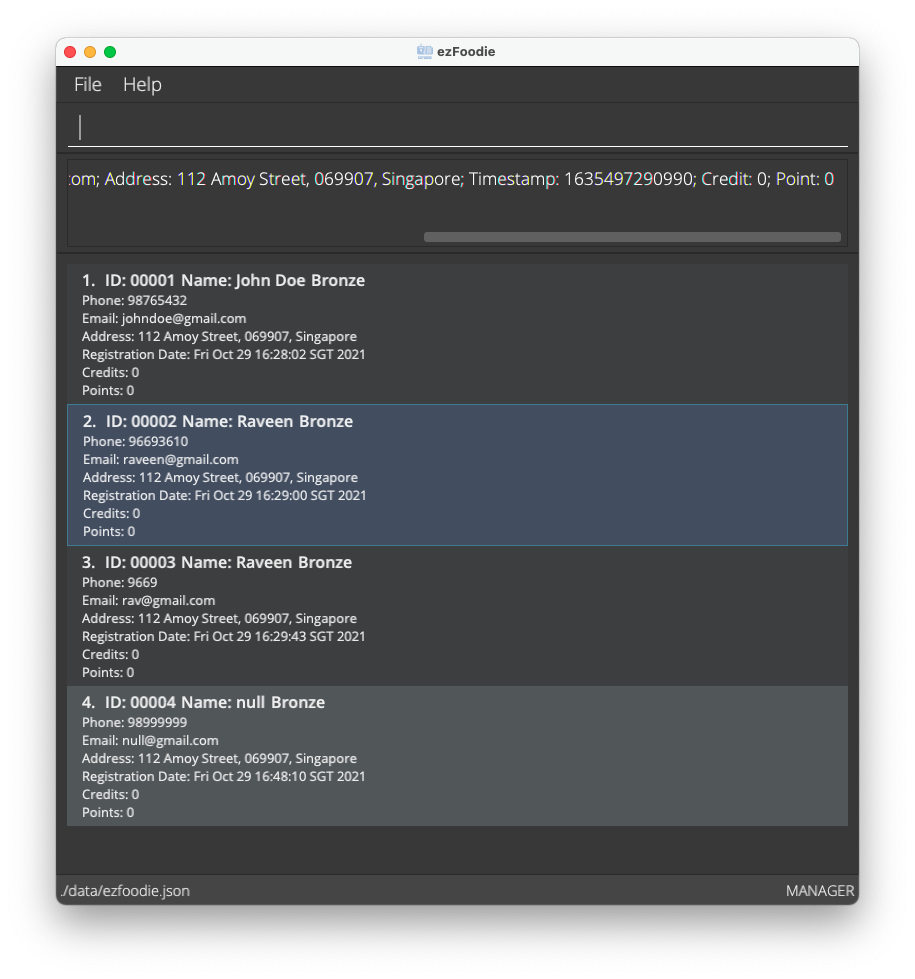 ezFoodie
File Help
om; Address: 112 Amoy Street, 069907, Singapore; Timestamp: 1635497290990; Credit: 0; Point: 0
1. ID: 00001 Name: John Doe Bronze
Phone: 98765432
Email: johndoe@gmail.com
Address: 112 Amoy Street, 069907, Singapore
Registration Date: Fri Oct 29 16:28:02 SGT 2021
Credits: 0
Points: 0
2. ID: 00002 Name: Raveen Bronze
Phone: 96693610
Email: raveen@gmail.com
Address: 112 Amoy Street, 069907, Singapore
Registration Date: Fri Oct 29 16:29:00 SGT 2021
Credits: 0
Points: 0
3. ID: 00003 Name: Raveen Bronze
Phone: 9669
Email: rav@gmail.com
Address: 112 Amoy Street, 069907, Singapore
Registration Date: Fri Oct 29 16:29:43 SGT 2021
Credits: 0
Points: 0
4. ID: 00004 Name: null Bronze
Phone: 98999999
Email: null@gmail.com
Address: 112 Amoy Street, 069907, Singapore
Registration Date: Fri Oct 29 16:48:10 SGT 2021
Credits: 0
Points: 0
./data/ezfoodie.json MANAGER